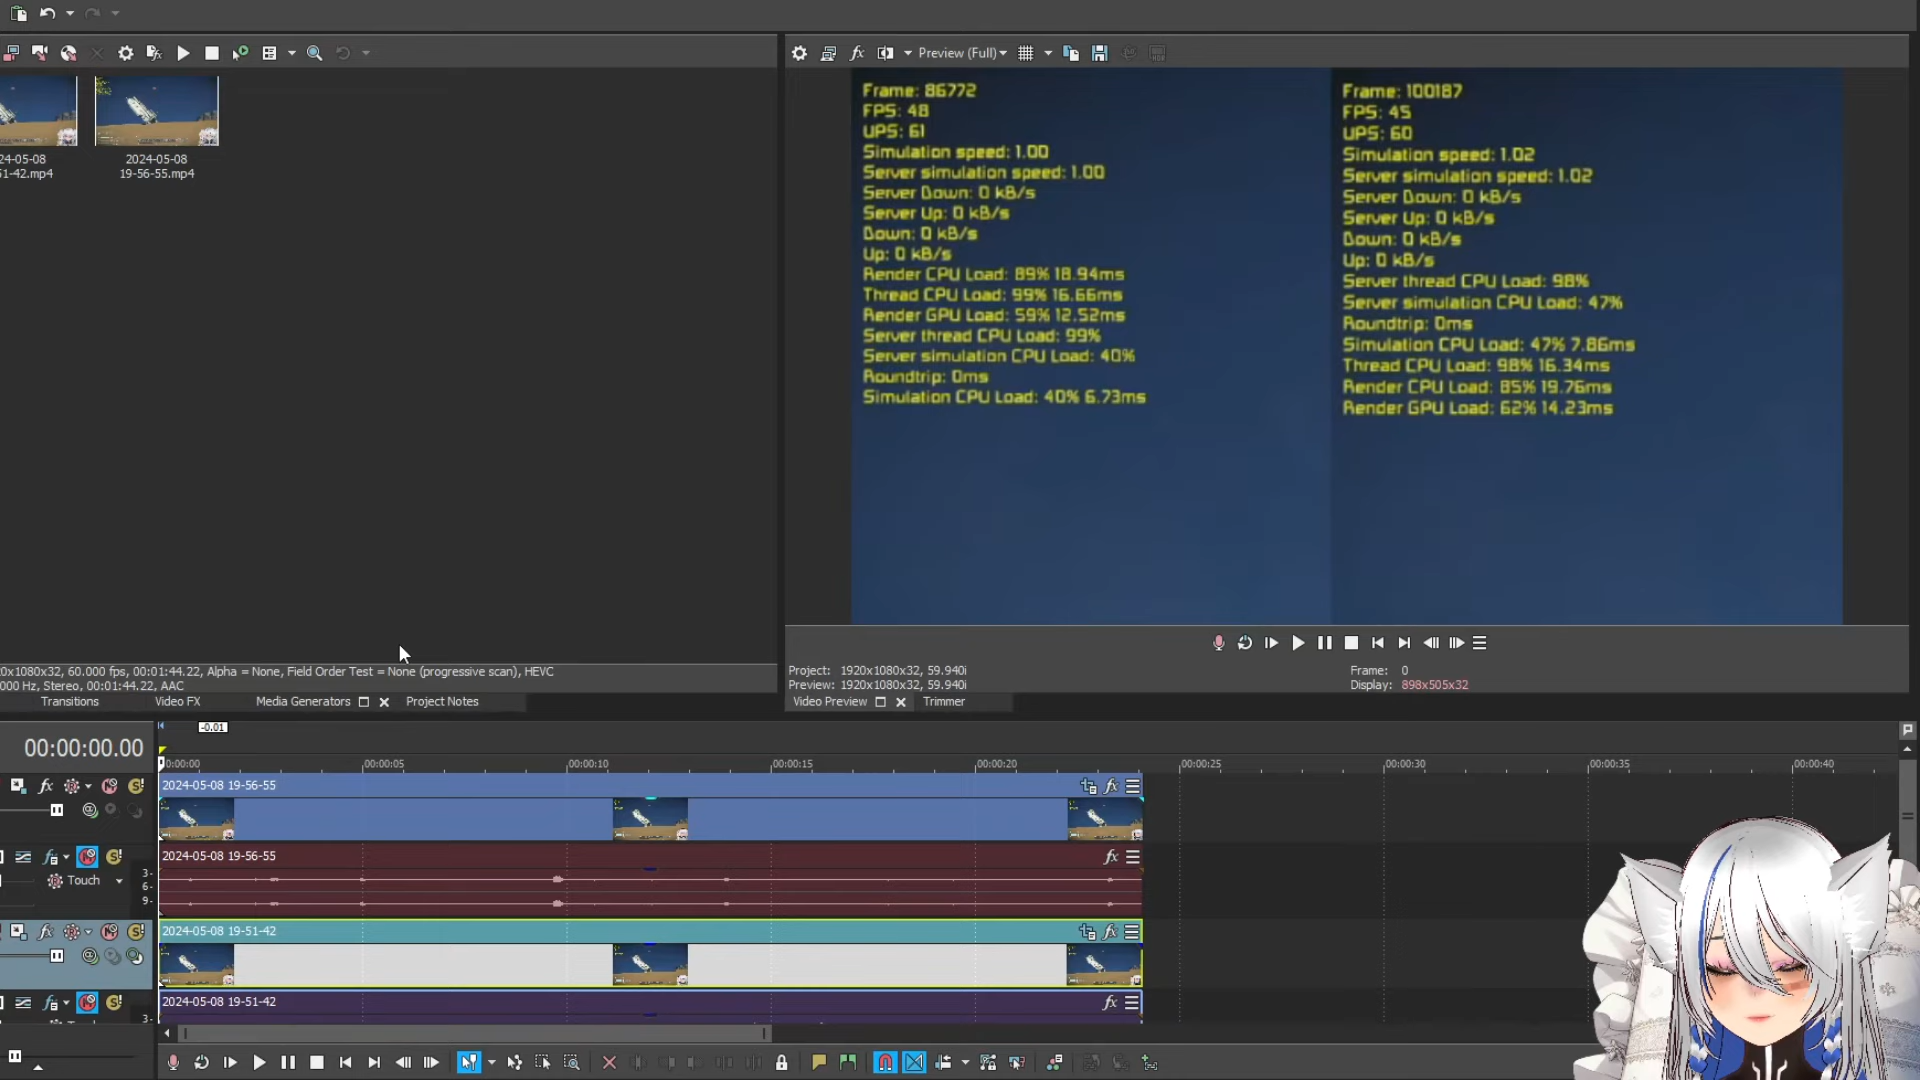 Preview (Full)
24-05-08
51-42.mp4
2024-05-08
19-56-55.mp4
Frame: 86772
FPS: 48
UPS: 61
Simulation speed: 1.00
Server simulation speed: 1.00
Server Down: 0 kB/s
Server Up: 0 kB/s
Down: 0 kB/s
Up: 0 kB/s
Render CPU Load: 89% 18.94ms
Thread CPU Load: 99% 16.66ms
Render GPU Load: 59% 12.52ms
Server thread CPU Load: 99%
Server simulation CPU Load: 40%
Roundtrip: 0ms
Simulation CPU Load: 40% 6.73ms
Frame: 100187
FPS: 45
UPS: 60
Simulation speed: 1.02
Server simulation speed: 1.02
Server Down: 0 kB/s
Server Up: 0 kB/s
Down: 0 kB/s
Up: 0 kB/s
Server thread CPU Load: 98%
Server simulation CPU Load: 47%
Roundtrip: 0ms
Simulation CPU Load: 47% 7.86ms
Thread CPU Load: 98% 16.34ms
Render CPU Load: 85% 19.76ms
Render GPU Load: 62% 14.23ms
0x1080x32, 60.000 fps, 00:01:44.22, Alpha = None, Field Order Test = None (progressive scan), HEVC
000 Hz, Stereo, 00:01:44.22, AAC
Transitions Video FX Media Generators Project Notes
Project: 1920x1080x32, 59.940i
Preview: 1920x1080x32, 59.940i
Frame: 0
Display: 898x505x32
Video Preview Trimmer
-0.01
00:00:00.00
0:00:00 00:00:05 00:00:10 00:00:15 00:00:20 00:00:25 00:00:30 00:00:35 00:00:40
2024-05-08 19-56-55
fx
2024-05-08 19-56-55
fx
Touch
3-
6-
9-
2024-05-08 19-51-42
fx
2024-05-08 19-51-42
fx
3-